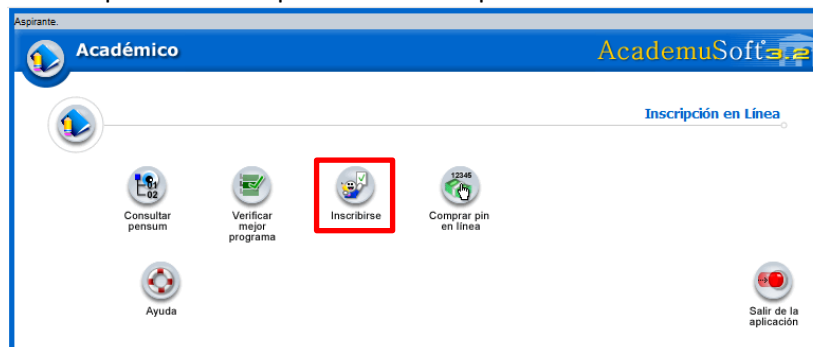 Aspirante.
Académico
AcademuSoft 3.2
Inscripción en Línea
01
02
12345
Consultar
pensum
Verificar
mejor
programa
Inscribirse
Comprar pin
en línea
Ayuda
Salir de la
aplicación